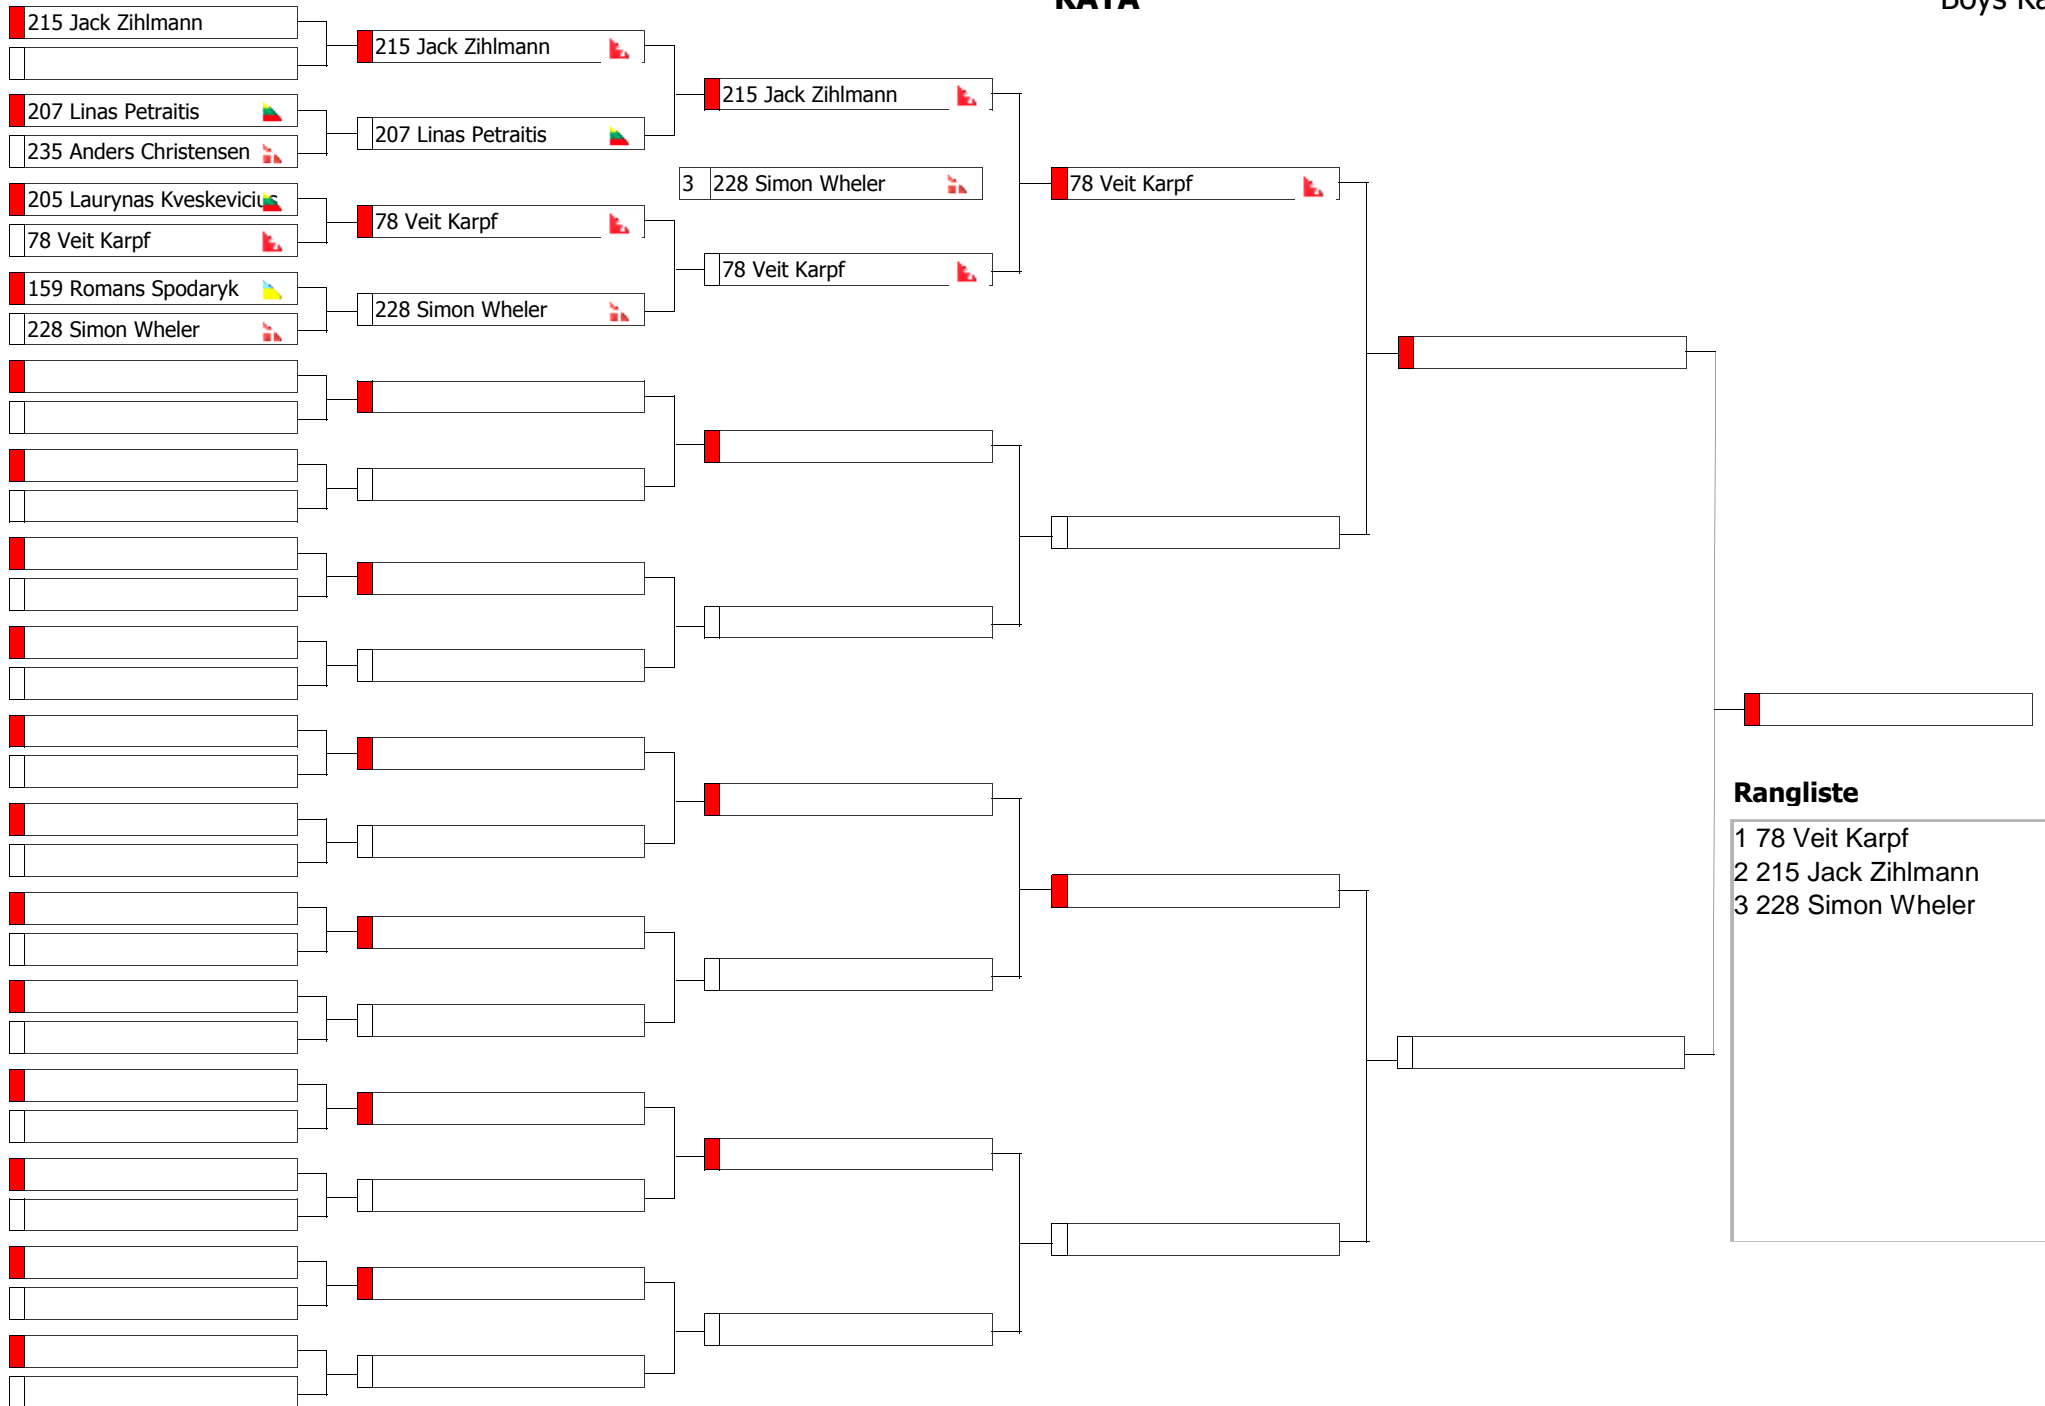 KATA
Boys Ka
215 Jack Zihlmann
207 Linas Petraitis
235 Anders Christensen
205 Laurynas Kveskevicius
78 Veit Karpf
159 Romans Spodaryk
228 Simon Wheler
215 Jack Zihlmann
207 Linas Petraitis
78 Veit Karpf
228 Simon Wheler
215 Jack Zihlmann
3 228 Simon Wheler
78 Veit Karpf
78 Veit Karpf
Rangliste
1 78 Veit Karpf
2 215 Jack Zihlmann
3 228 Simon Wheler